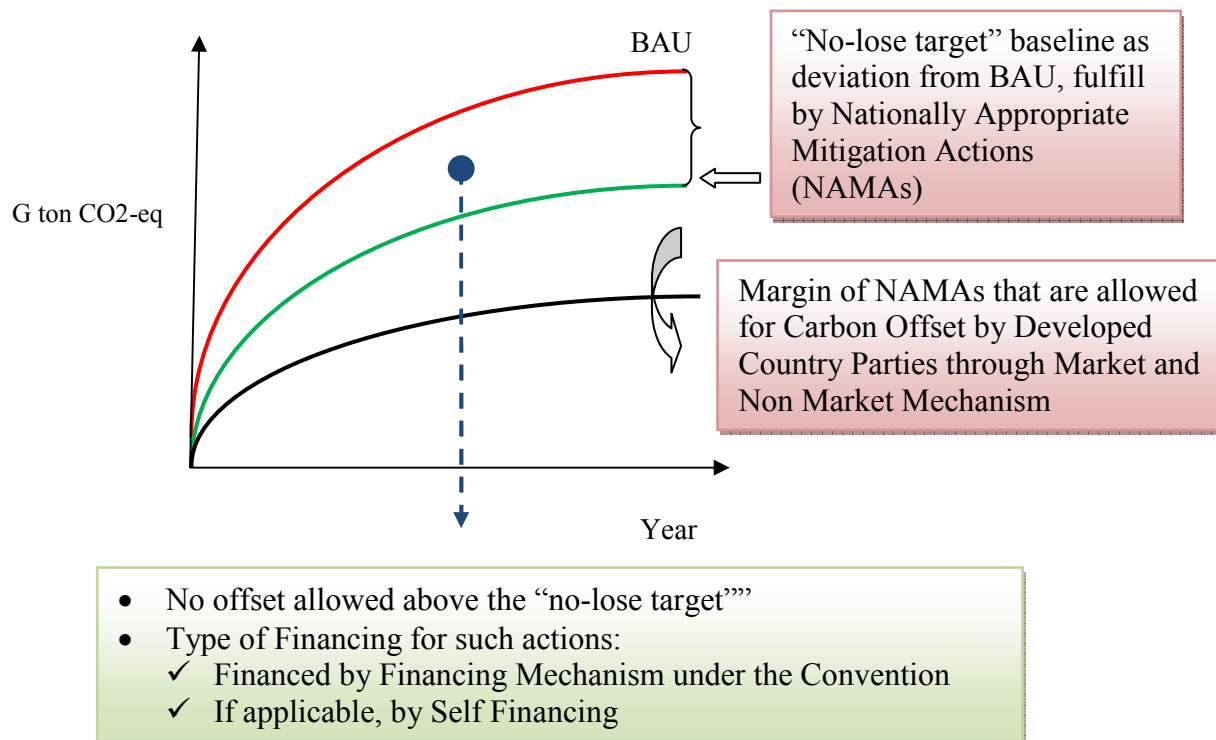 BAU
“No-lose target” baseline as
deviation from BAU, fulfill
by Nationally Appropriate
Mitigation Actions
(NAMAs)
G ton CO2-eq
Margin of NAMAs that are allowed
for Carbon Offset by Developed
Country Parties through Market and
Non Market Mechanism
Year
• No offset allowed above the “no-lose target””
• Type of Financing for such actions:
✓ Financed by Financing Mechanism under the Convention
✓ If applicable, by Self Financing